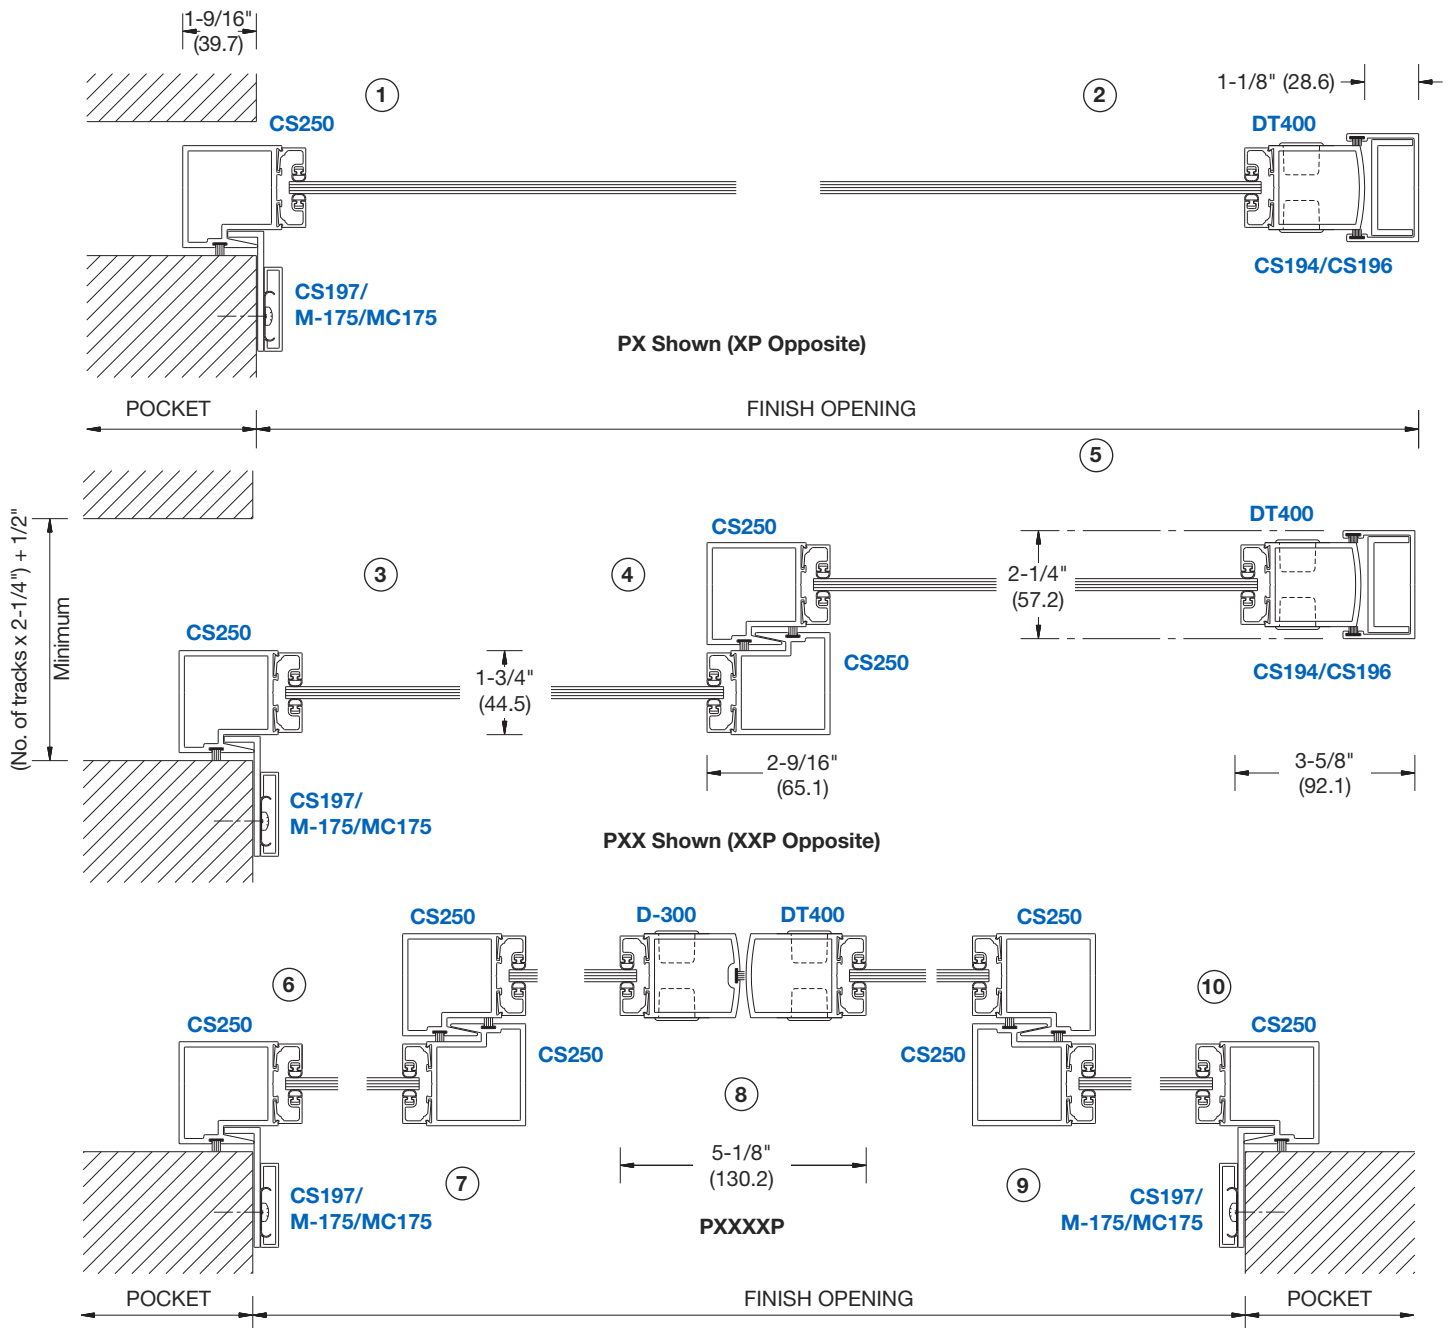 1-9/16"
(39.7)
1
2
1-1/8" (28.6)
CS250
DT400
CS197/
M-175/MC175
CS194/CS196
PX Shown (XP Opposite)
POCKET
FINISH OPENING
5
(No. of tracks x 2-1/4") + 1/2"
Minimum
CS250
DT400
3
4
2-1/4"
(57.2)
CS250
CS250
1-3/4"
(44.5)
CS194/CS196
2-9/16"
(65.1)
3-5/8"
(92.1)
CS197/
M-175/MC175
PXX Shown (XXP Opposite)
CS250
D-300
DT400
CS250
6
10
CS250
CS250
CS250
CS250
8
7
5-1/8"
(130.2)
9
CS197/
M-175/MC175
CS197/
M-175/MC175
PXXXXP
POCKET
FINISH OPENING
POCKET